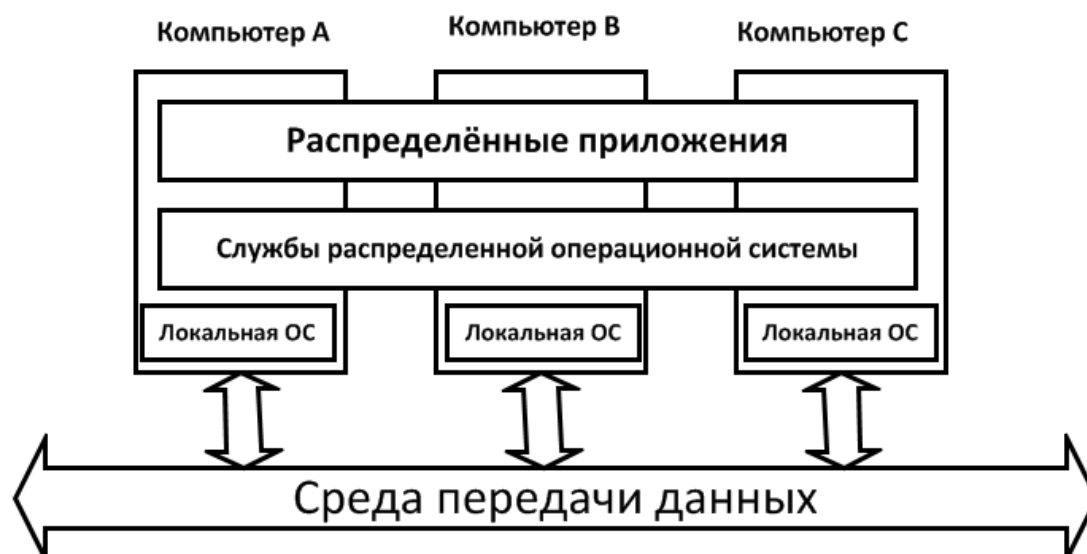 Компьютер А
Компьютер В
Компьютер С
Распределённые приложения
Службы распределенной операционной системы
Локальная ОС
Локальная ОС
Локальная ОС
Среда передачи данных